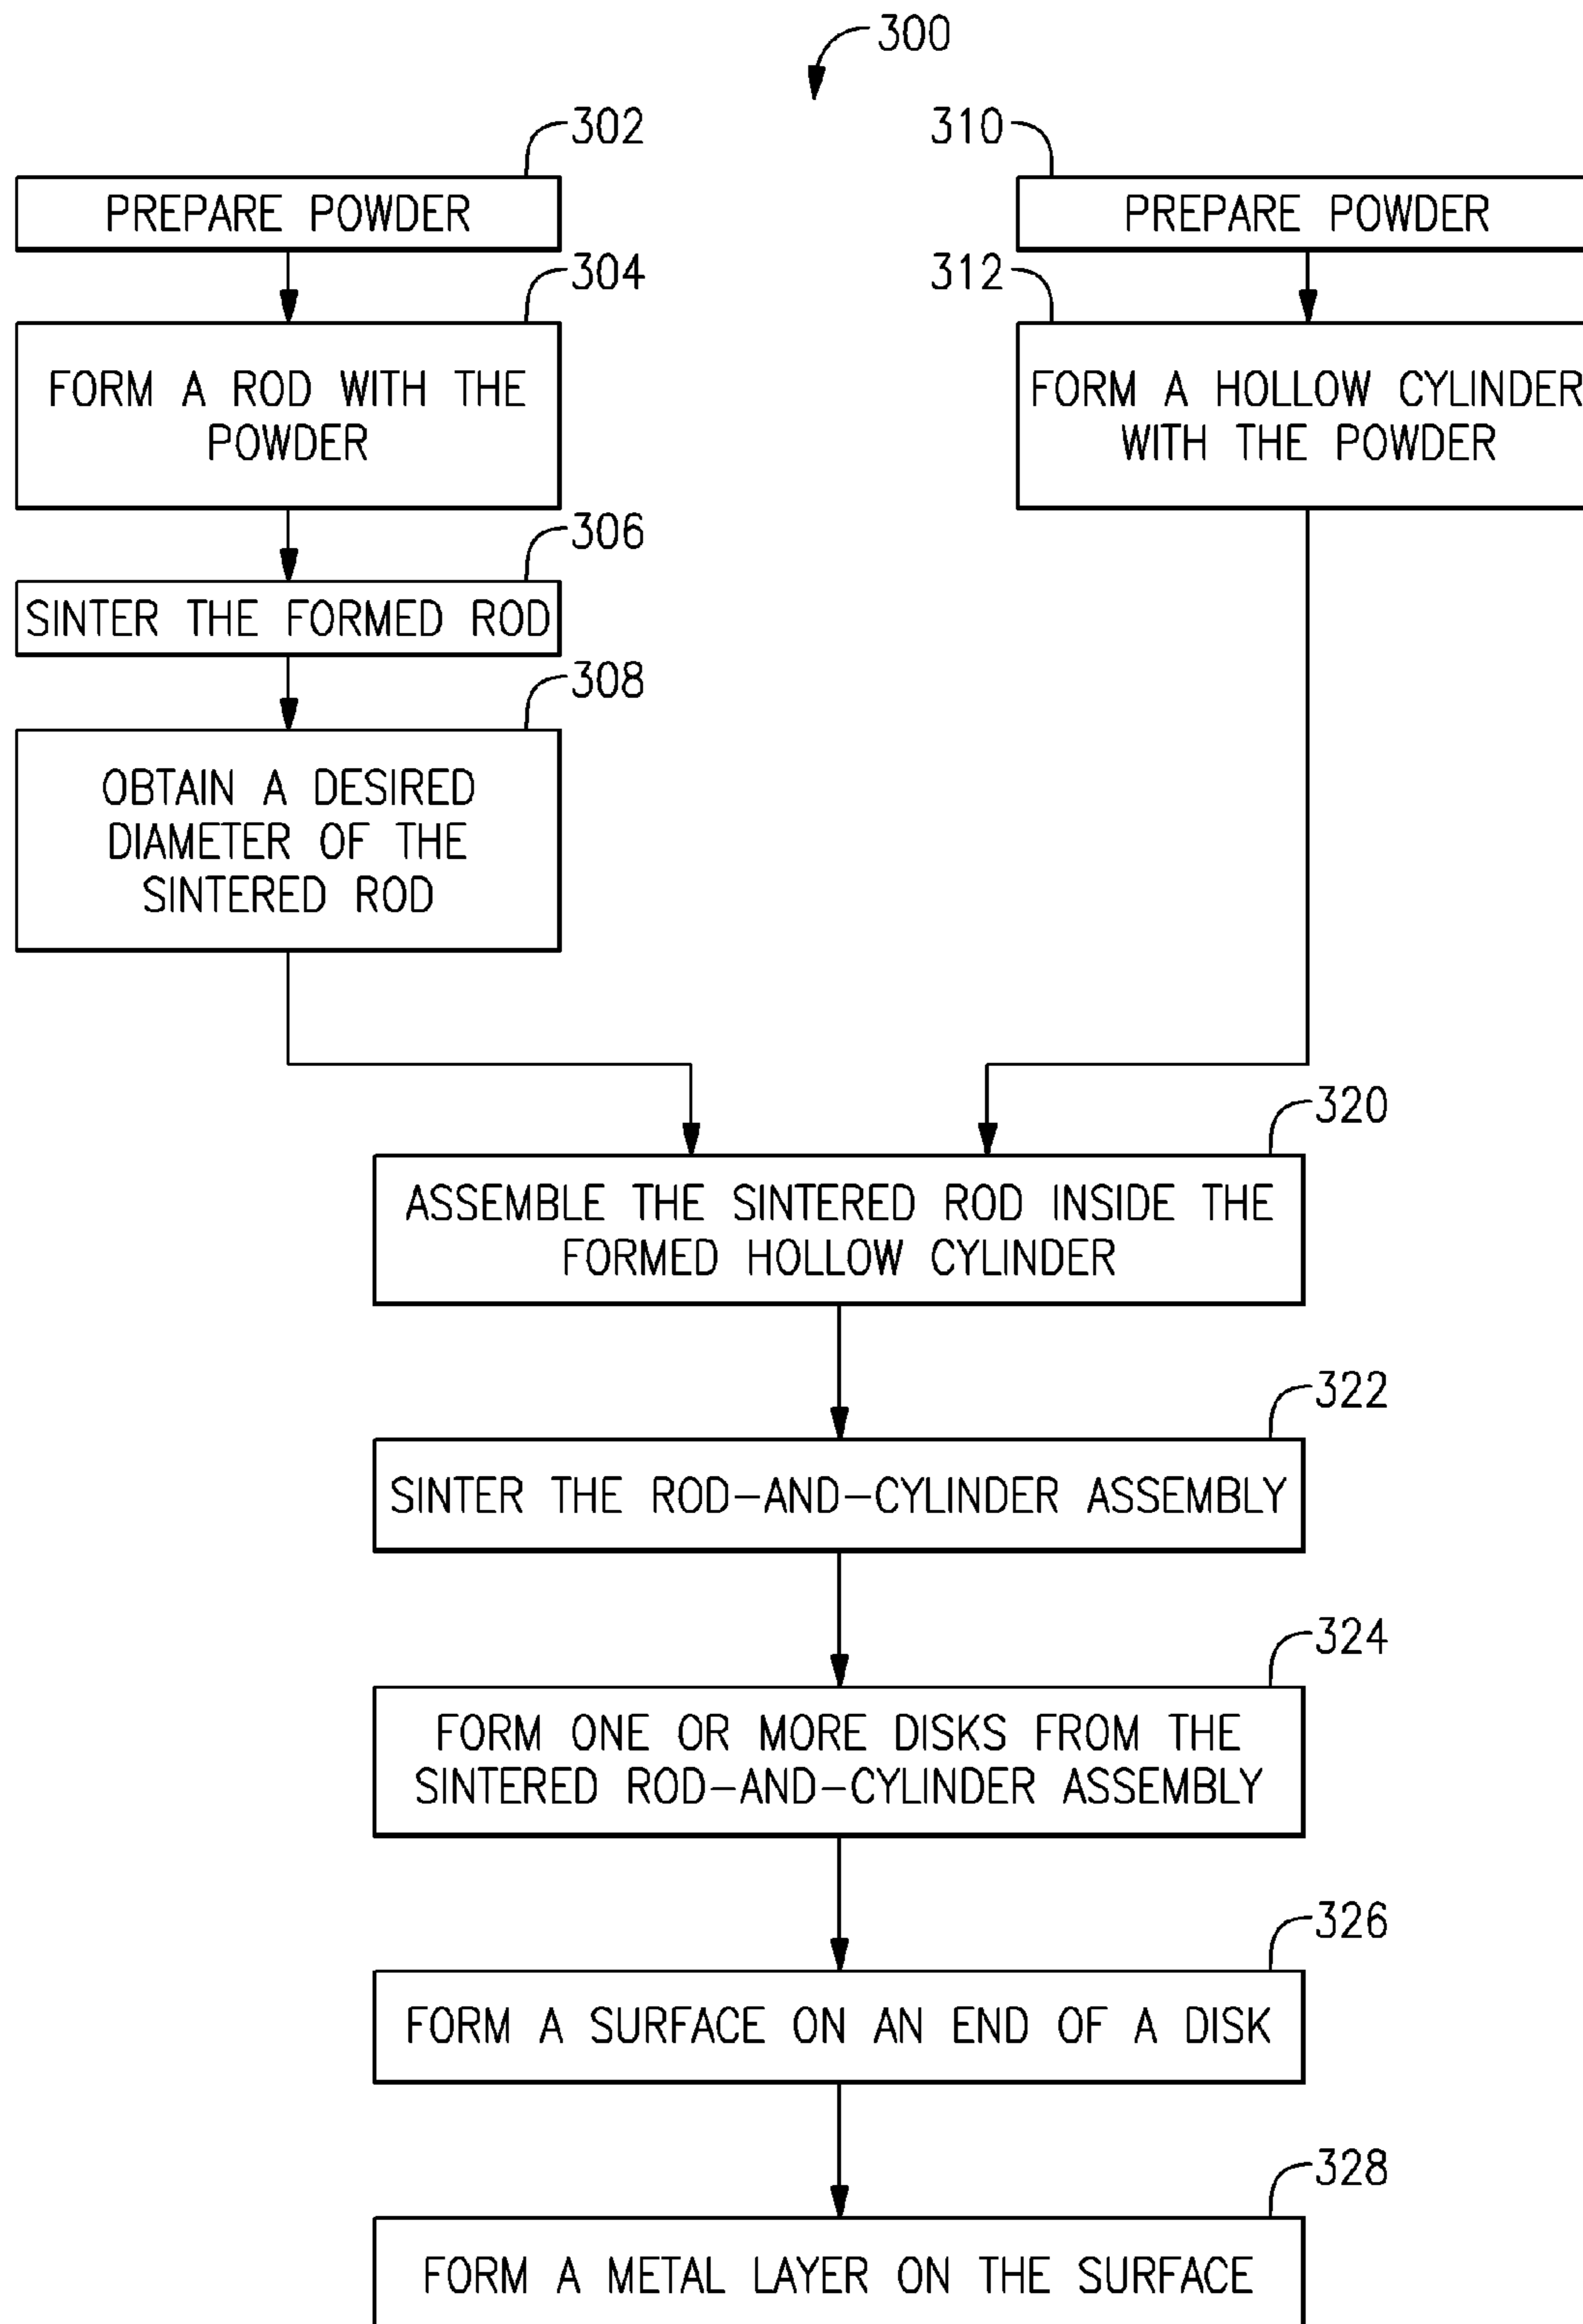 300
302
PREPARE POWDER
304
FORM A ROD WITH THE
POWDER
306
SINTER THE FORMED ROD
308
OBTAIN A DESIRED
DIAMETER OF THE
SINTERED ROD
310
PREPARE POWDER
312
FORM A HOLLOW CYLINDER
WITH THE POWDER
320
ASSEMBLE THE SINTERED ROD INSIDE THE
FORMED HOLLOW CYLINDER
322
SINTER THE ROD-AND-CYLINDER ASSEMBLY
324
FORM ONE OR MORE DISKS FROM THE
SINTERED ROD-AND-CYLINDER ASSEMBLY
326
FORM A SURFACE ON AN END OF A DISK
328
FORM A METAL LAYER ON THE SURFACE